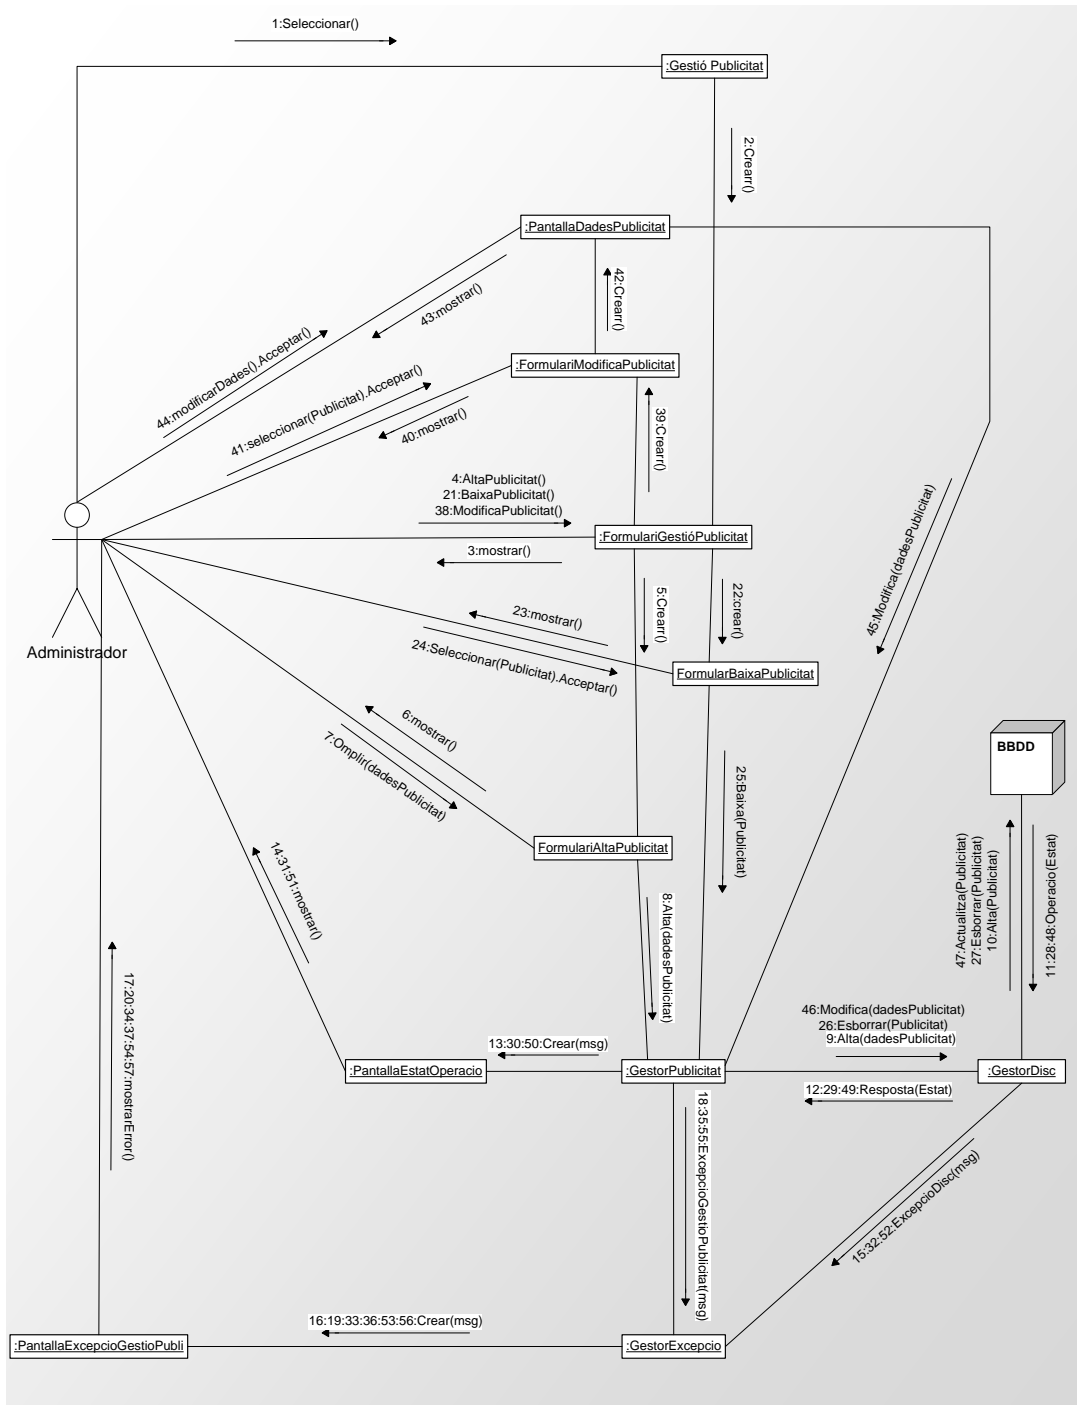 1:Seleccionar()
:Gestió Publicitat
2:Crearr()
:PantallaDadesPublicitat
42:Crearr()
43:mostrar()
44:modificarDades().Acceptar()
:FormulariModificaPublicitat
41:seleccionar(Publicitat).Acceptar()
40:mostrar()
39:Crearr()
4:AltaPublicitat()
21:BaixaPublicitat()
38:ModificaPublicitat()
:FormulariGestióPublicitat
3:mostrar()
45:Modifica(dadesPublicitat)
5:Crearr()
22:crear()
23:mostrar()
24:Seleccionar(Publicitat).Acceptar()
Administrador
FormularBaixaPublicitat
6:mostrar()
7:Omplir(dadesPublicitat)
BBDD
25:Baixa(Publicitat)
FormulariAltaPublicitat
14:31:51:mostrar()
8:Alta(dadesPublicitat)
47:Actualitza(Publicitat)
27:Esborrar(Publicitat)
10:Alta(Publicitat)
11:28:48:Operacio(Estat)
17:20:34:37:54:57:mostrarError()
46:Modifica(dadesPublicitat)
26:Esborrar(Publicitat)
9:Alta(dadesPublicitat)
13:30:50:Crear(msg)
:PantallaEstatOperacio
:GestorPublicitat
:GestorDisc
12:29:49:Resposta(Estat)
18:35:55:ExcepcioGestioPublicitat(msg)
15:32:52:ExcepcioDisc(msg)
16:19:33:36:53:56:Crear(msg)
:PantallaExcepcioGestioPubli
:GestorExcepcio